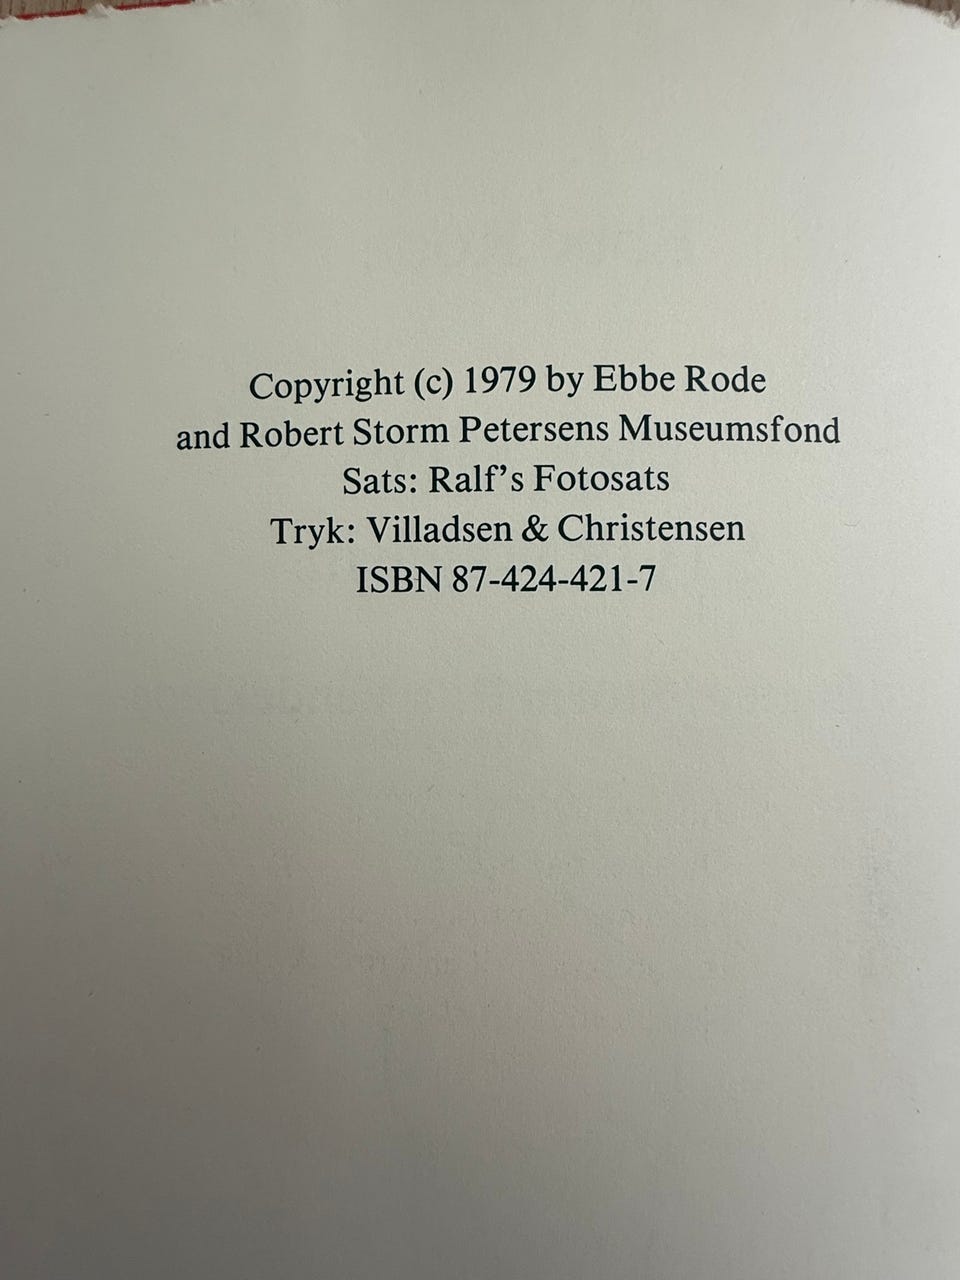 Copyright (c) 1979 by Ebbe Rode
and Robert Storm Petersens Museumsfond
Sats: Ralf’s Fotosats
Tryk: Villadsen & Christensen
ISBN 87-424-421-7